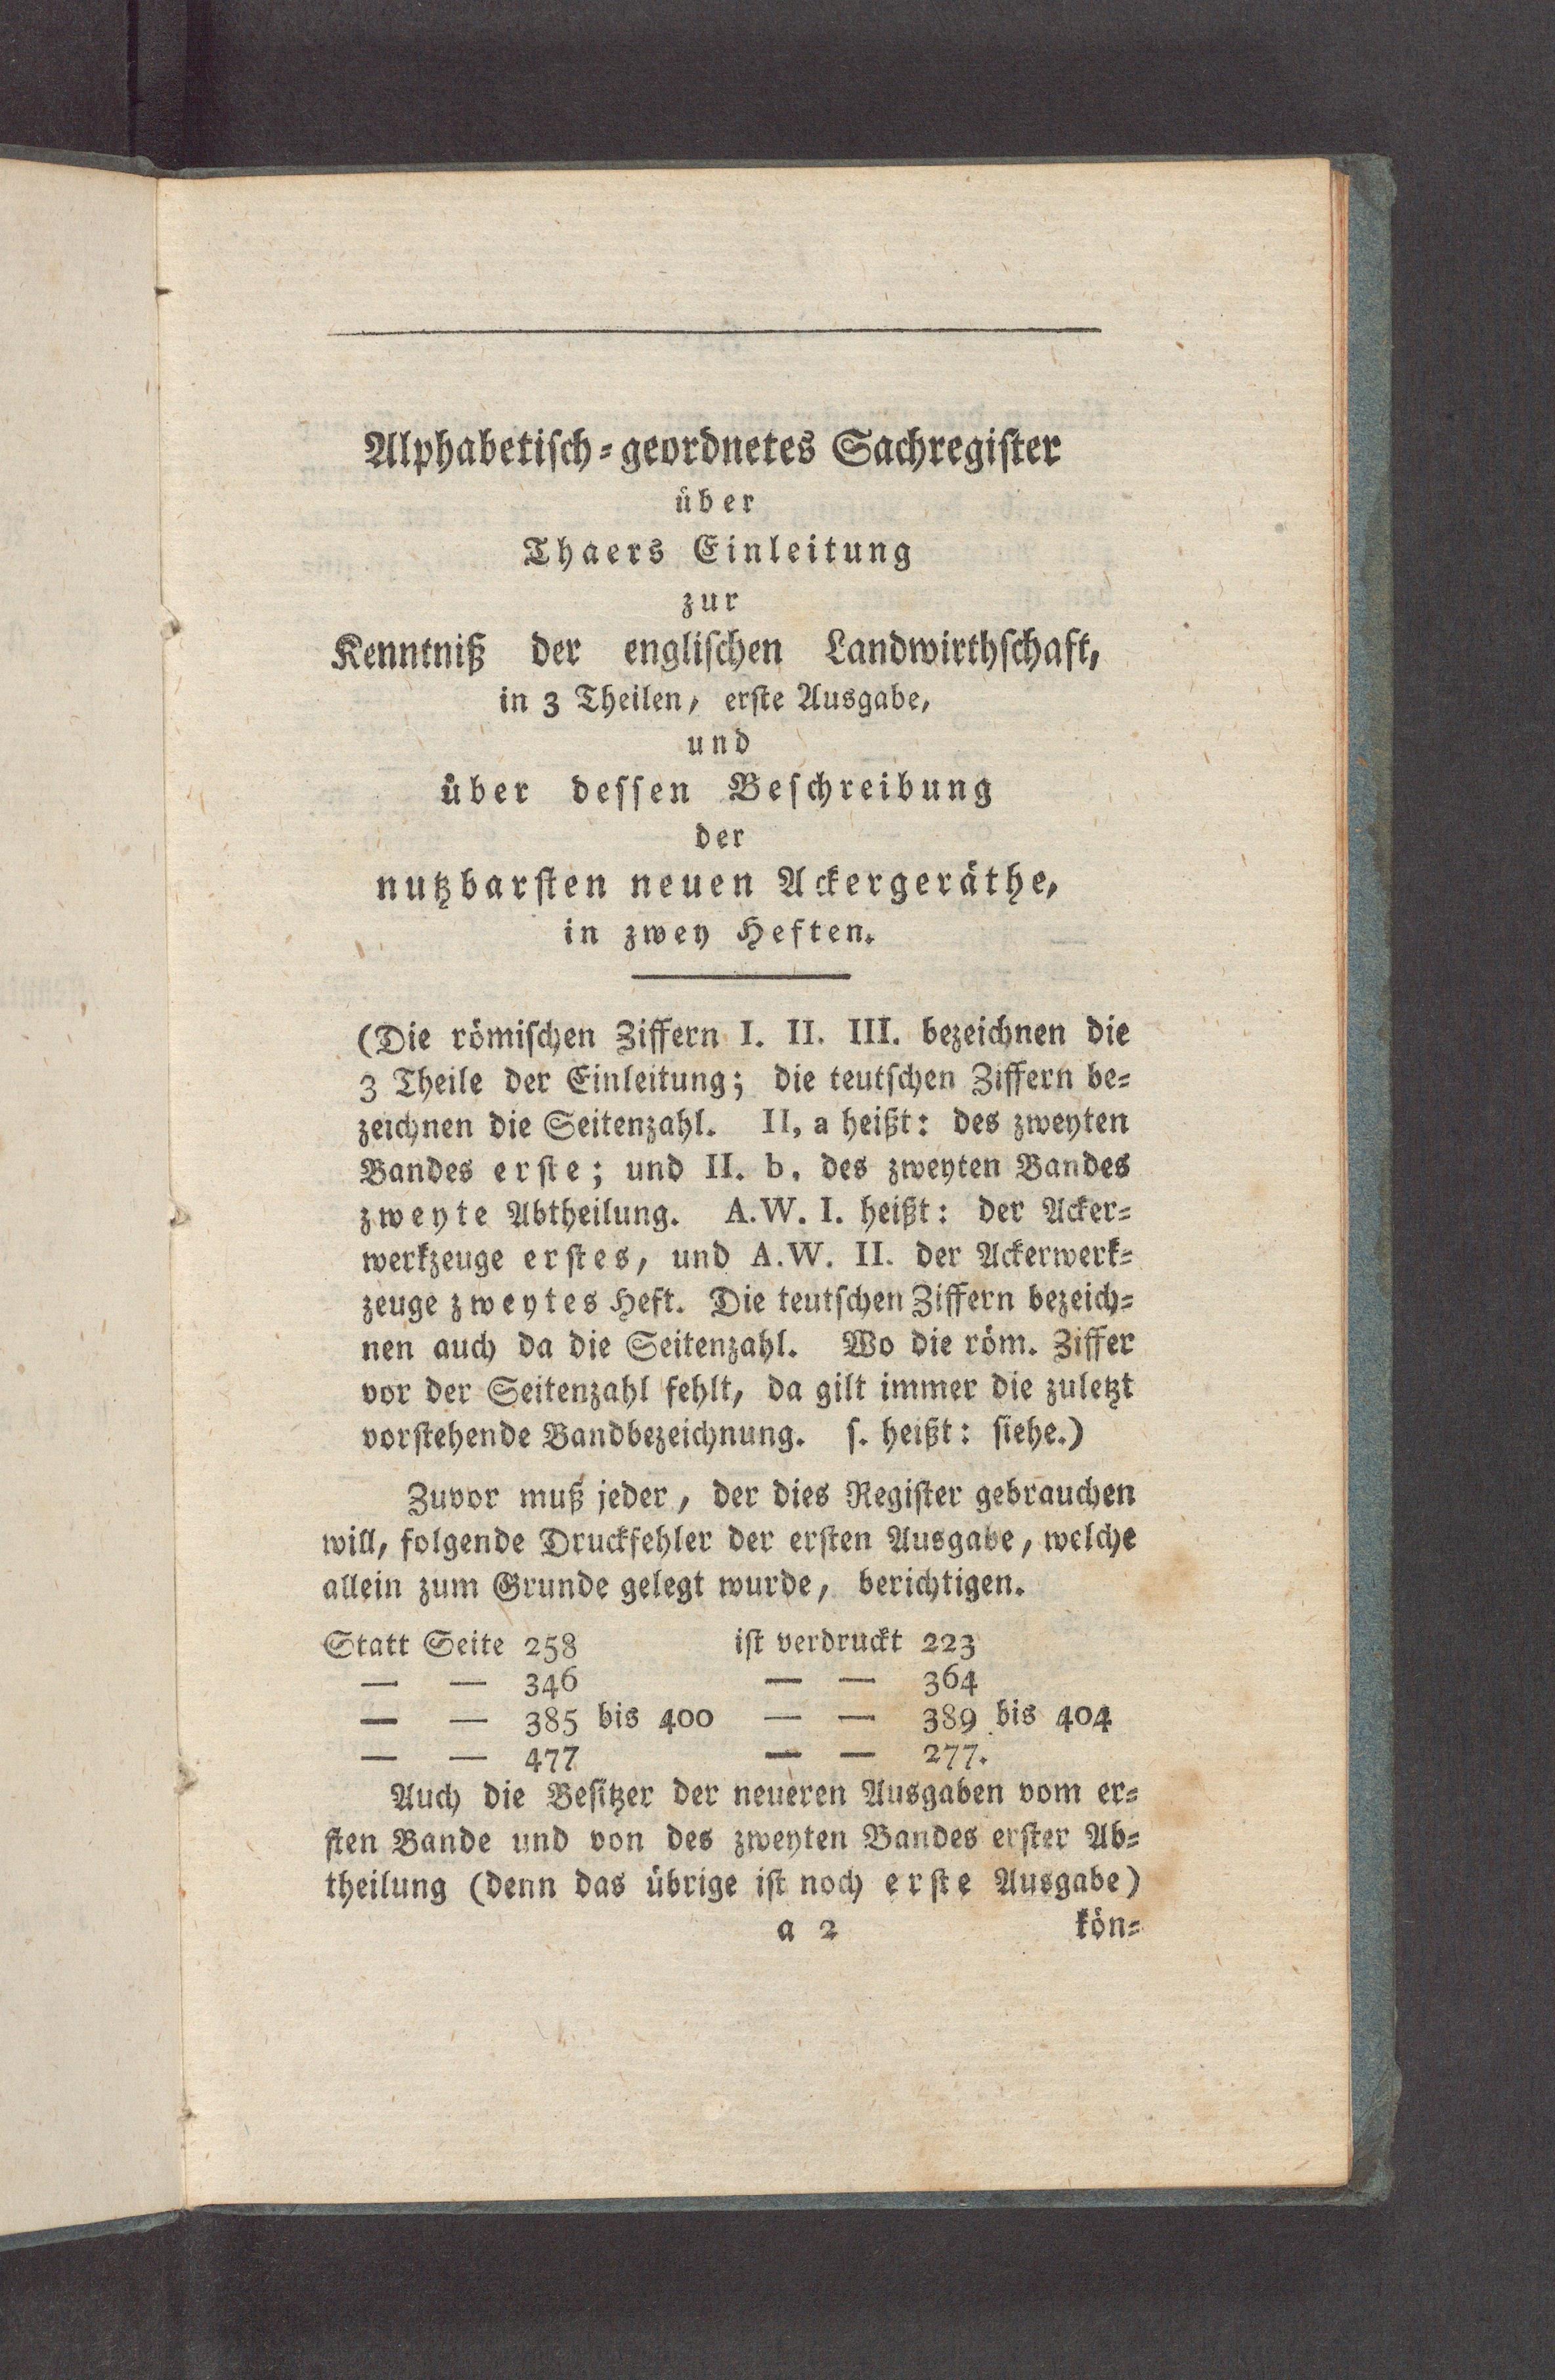 Alphabetisch-geordnetes Sachregister
über
Thaers Einleitung
zur
Kenntniß der englischen Landwirthschaft,
in 3 Theilen, erste Ausgabe,
und
über dessen Beschreibung
der
nutzbarsten neuen Ackergeräthe,
in zwey Heften.
(Die römischen Ziffern I. II. III. bezeichnen die
3 Theile der Einleitung; die teutschen Ziffern be-
zeichnen die Seitenzahl. II, a heißt: des zweyten
Bandes erste; und II. b. des zweyten Bandes
zweyte Abtheilung. A.W. I. heißt: der Acker-
werkzeuge erstes, und A.W. II. der Ackerwerk-
zeuge zweytes Heft. Die teutschen Ziffern bezeich-
nen auch da die Seitenzahl. Wo die röm. Ziffer
vor der Seitenzahl fehlt, da gilt immer die zuletzt
vorstehende Bandbezeichnung. s. heißt: siehe.)
Zuvor muß jeder, der dies Register gebrauchen
will, folgende Druckfehler der ersten Ausgabe, welche
allein zum Grunde gelegt wurde, berichtigen.
Statt Seite 258 ist verdruckt 223
— — 346 — — 364
— — 385 bis 400 — — 389 bis 404
— — 477 — — 277.
Auch die Besitzer der neueren Ausgaben vom er-
sten Bande und von des zweyten Bandes erster Ab-
theilung (denn das übrige ist noch erste Ausgabe)
a 2 kön-